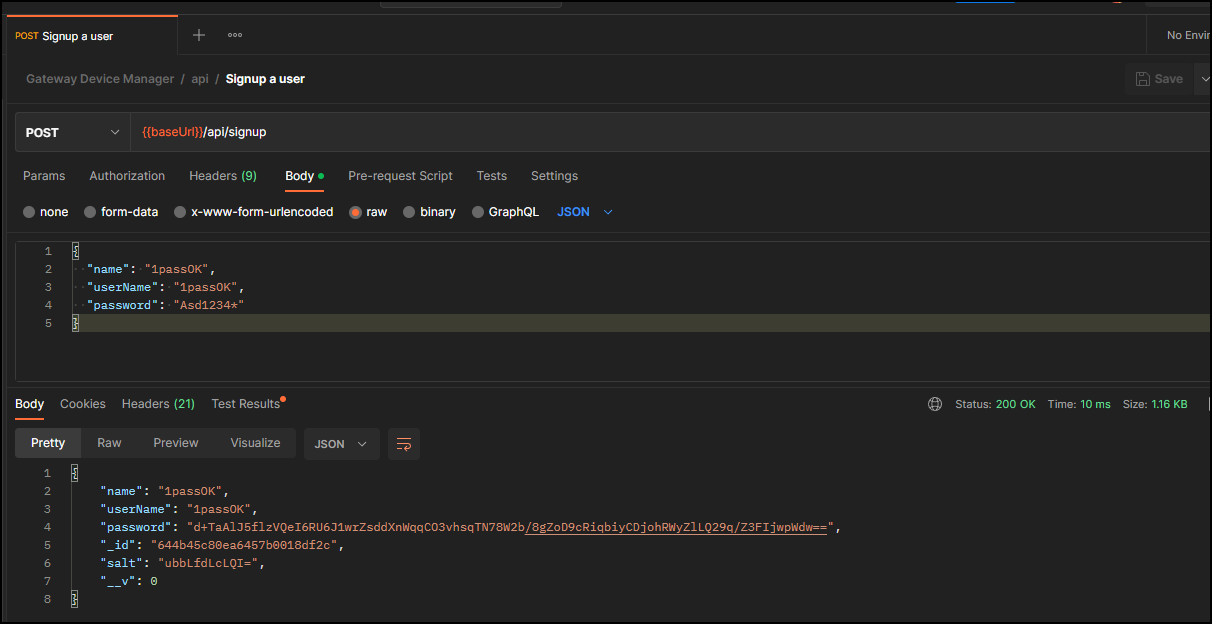 POST Signup a user
No Envir
Gateway Device Manager / api / Signup a user
Save
POST {{baseUrl}}/api/signup
Params Authorization Headers (9) Body Pre-request Script Tests Settings
none form-data x-www-form-urlencoded raw binary GraphQL JSON
1 {
2 "name": "1passOK",
3 "userName": "1passOK",
4 "password": "Asd1234*"
5 }
Body Cookies Headers (21) Test Results
Status: 200 OK Time: 10 ms Size: 1.16 KB
Pretty Raw Preview Visualize JSON
1 {
2 "name": "1passOK",
3 "userName": "1passOK",
4 "password": "d+TaAlJ5flzVQeI6RU6J1wrZsddXnWqqCO3vhsqTN78W2b/8gZoD9cRiqbiyCDjohRWyZlLQ29q/Z3FIjwpWdw==",
5 "_id": "644b45c80ea6457b0018df2c",
6 "salt": "ubbLfdLcLQI=",
7 "__v": 0
8 }